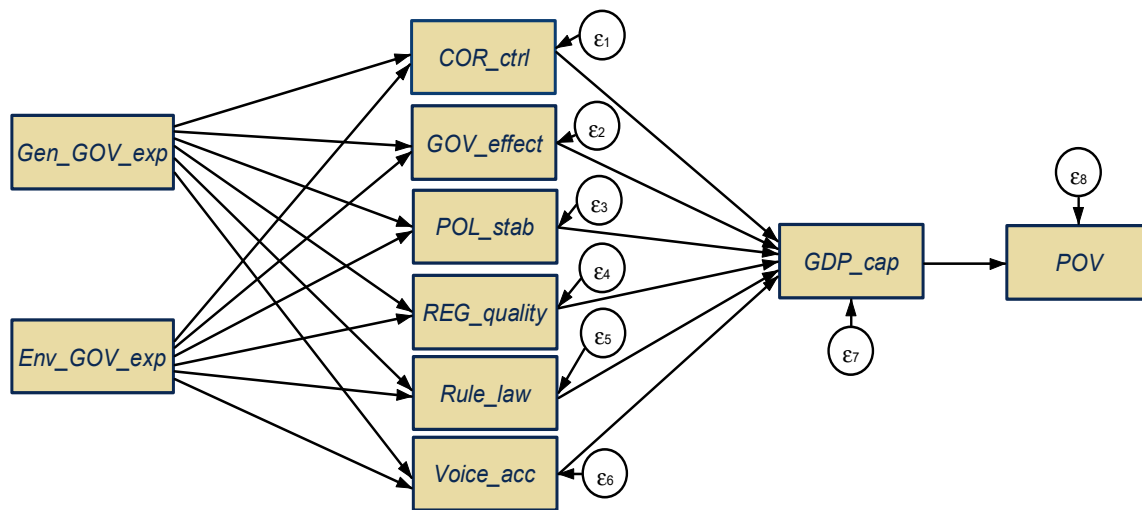 COR_ctrl
ε1
Gen_GOV_exp
GOV_effect
ε2
POL_stab
ε3
ε8
GDP_cap
POV
REG_quality
ε4
Env_GOV_exp
ε5
ε7
Rule_law
Voice_acc
ε6